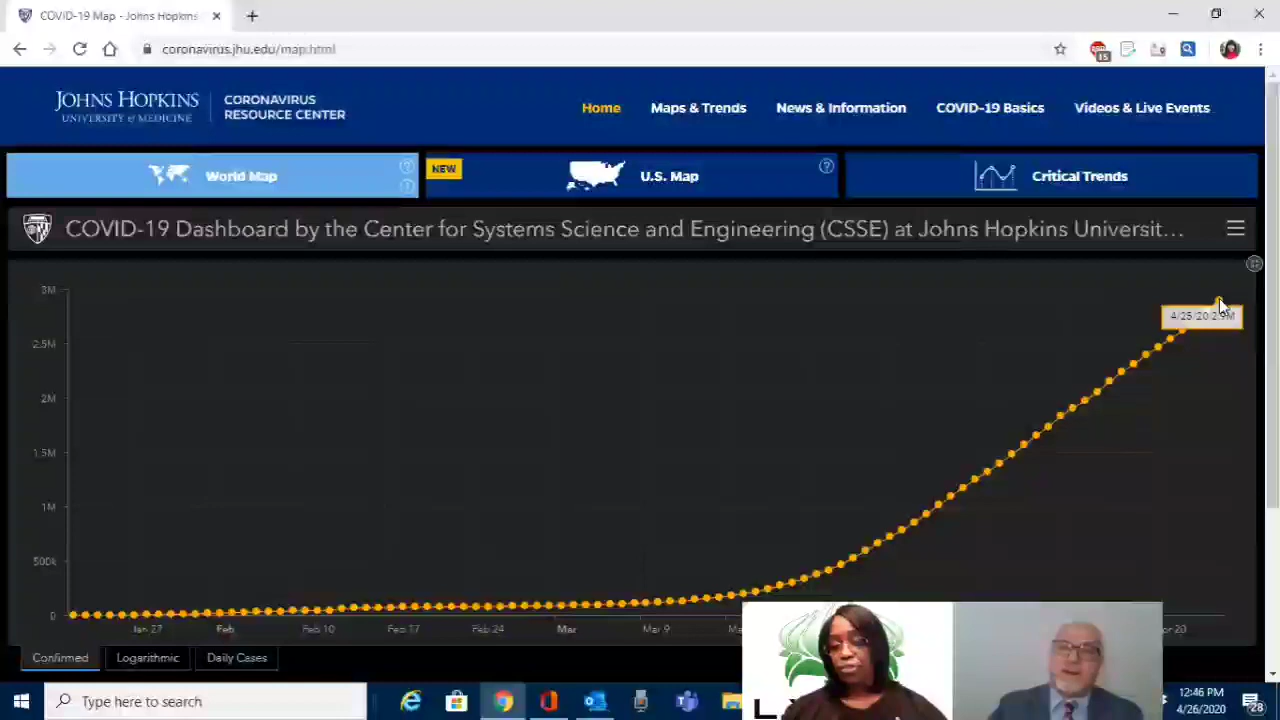 COVID-19 Map - Johns Hopkins
coronavirus.jhu.edu/map.html
JOHNS HOPKINS
UNIVERSITY & MEDICINE
CORONAVIRUS
RESOURCE CENTER
Home
Maps & Trends
News & Information
COVID-19 Basics
Videos & Live Events
World Map
NEW
U.S. Map
Critical Trends
COVID-19 Dashboard by the Center for Systems Science and Engineering (CSSE) at Johns Hopkins Universit...
3M
2.5M
2M
1.5M
1M
500k
0
4/25/20
Jan 27
Feb
Feb 10
Feb 17
Feb 24
Mar
Mar 9
Confirmed
Logarithmic
Daily Cases
Type here to search
12:46 PM
4/26/2020
28